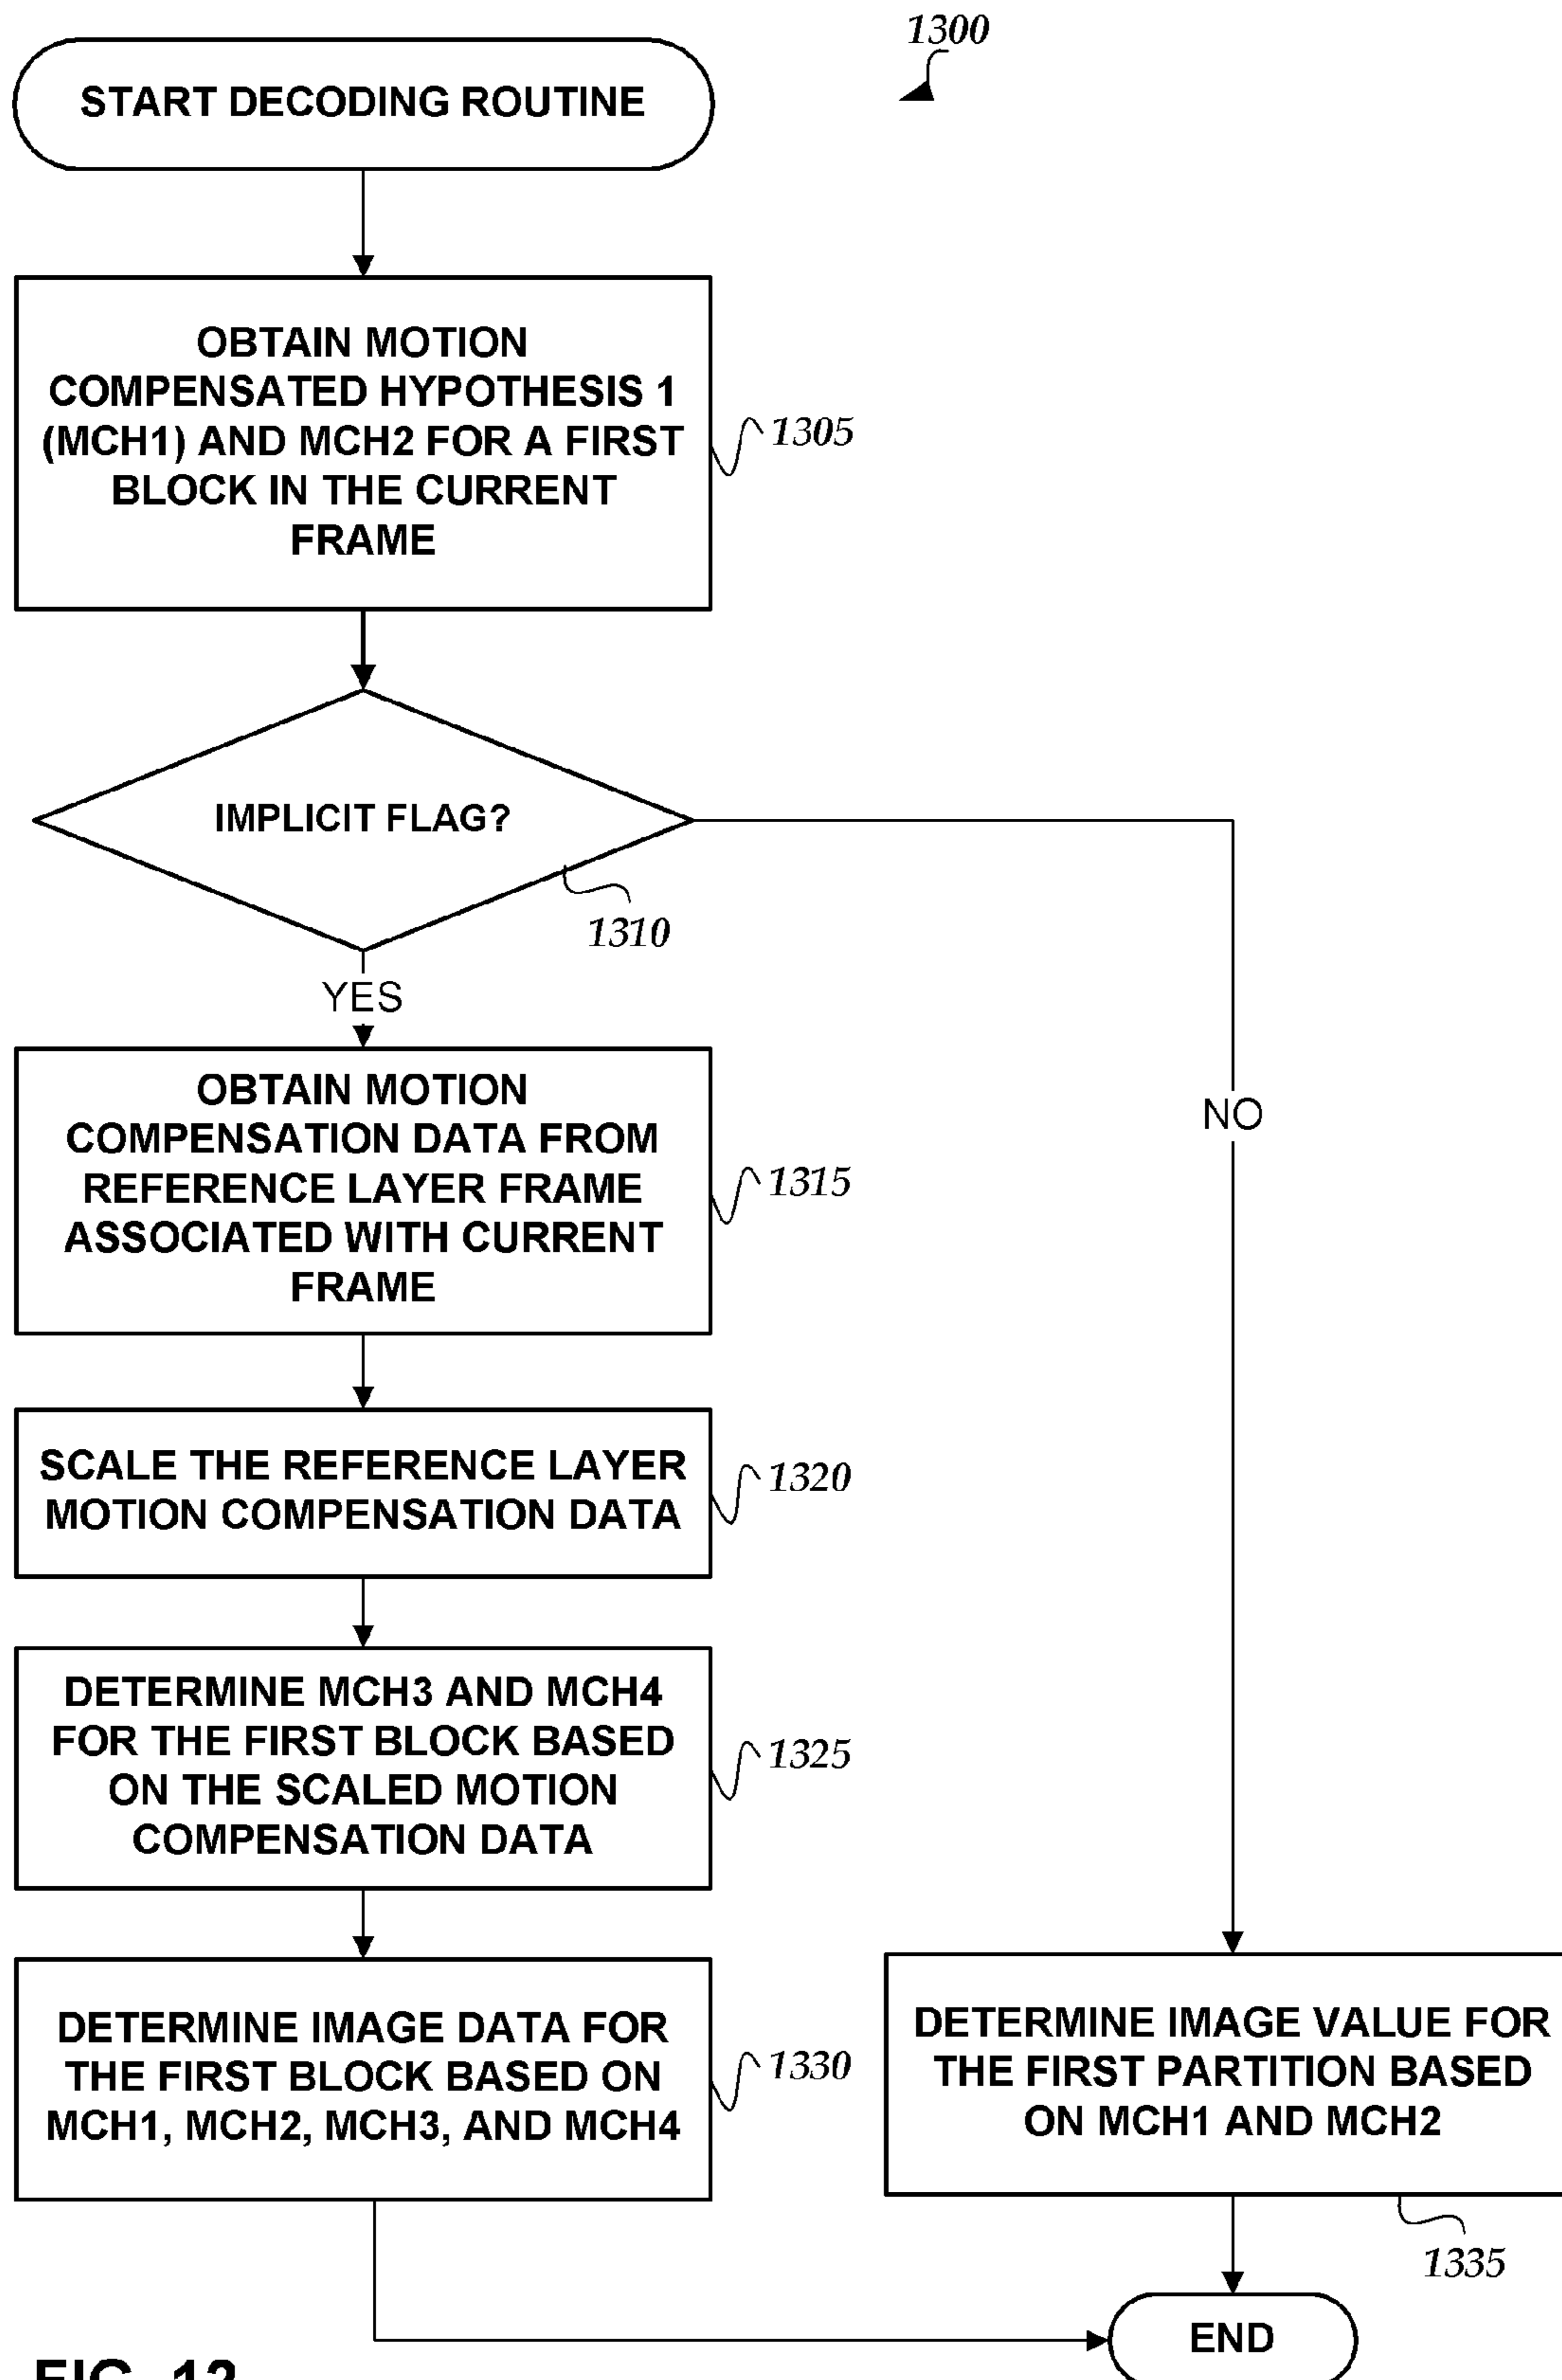 1300
START DECODING ROUTINE
OBTAIN MOTION
COMPENSATED HYPOTHESIS 1
(MCH1) AND MCH2 FOR A FIRST
BLOCK IN THE CURRENT
FRAME
1305
IMPLICIT FLAG?
1310
YES
NO
OBTAIN MOTION
COMPENSATION DATA FROM
REFERENCE LAYER FRAME
ASSOCIATED WITH CURRENT
FRAME
1315
SCALE THE REFERENCE LAYER
MOTION COMPENSATION DATA
1320
DETERMINE MCH3 AND MCH4
FOR THE FIRST BLOCK BASED
ON THE SCALED MOTION
COMPENSATION DATA
1325
DETERMINE IMAGE DATA FOR
THE FIRST BLOCK BASED ON
MCH1, MCH2, MCH3, AND MCH4
1330
DETERMINE IMAGE VALUE FOR
THE FIRST PARTITION BASED
ON MCH1 AND MCH2
1335
END
FIG.